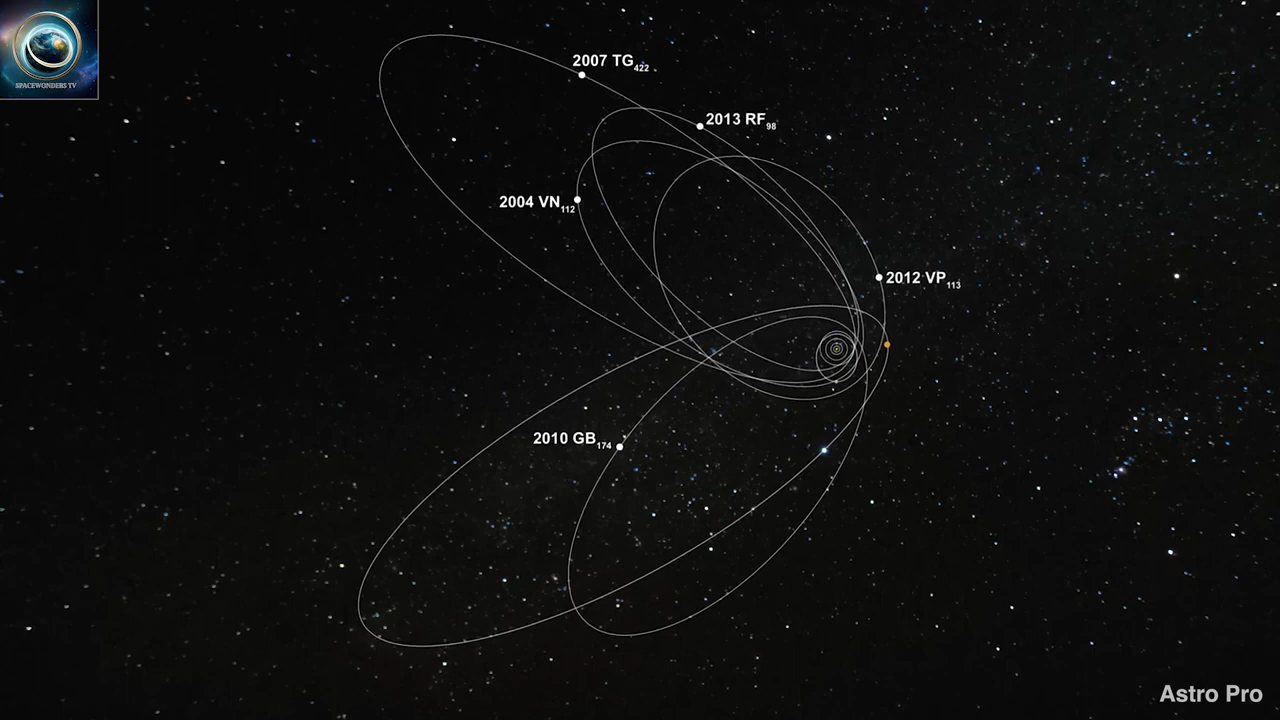 SPACEWONDERS TV
2007 TG422
2013 RF98
2004 VN112
2012 VP113
2010 GB174
Astro Pro